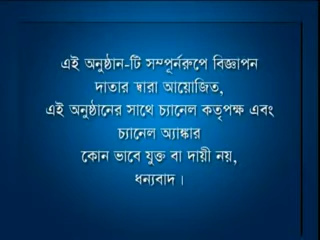 এই অনুষ্ঠান-টি সম্পূর্নরুপে বিজ্ঞাপন
দাতার দ্বারা আয়োজিত,
এই অনুষ্ঠানের সাথে চ্যানেল কতৃপক্ষ এবং
চ্যানেল অ্যাঙ্কার
কোন ভাবে যুক্ত বা দায়ী নয়,
ধন্যবাদ।